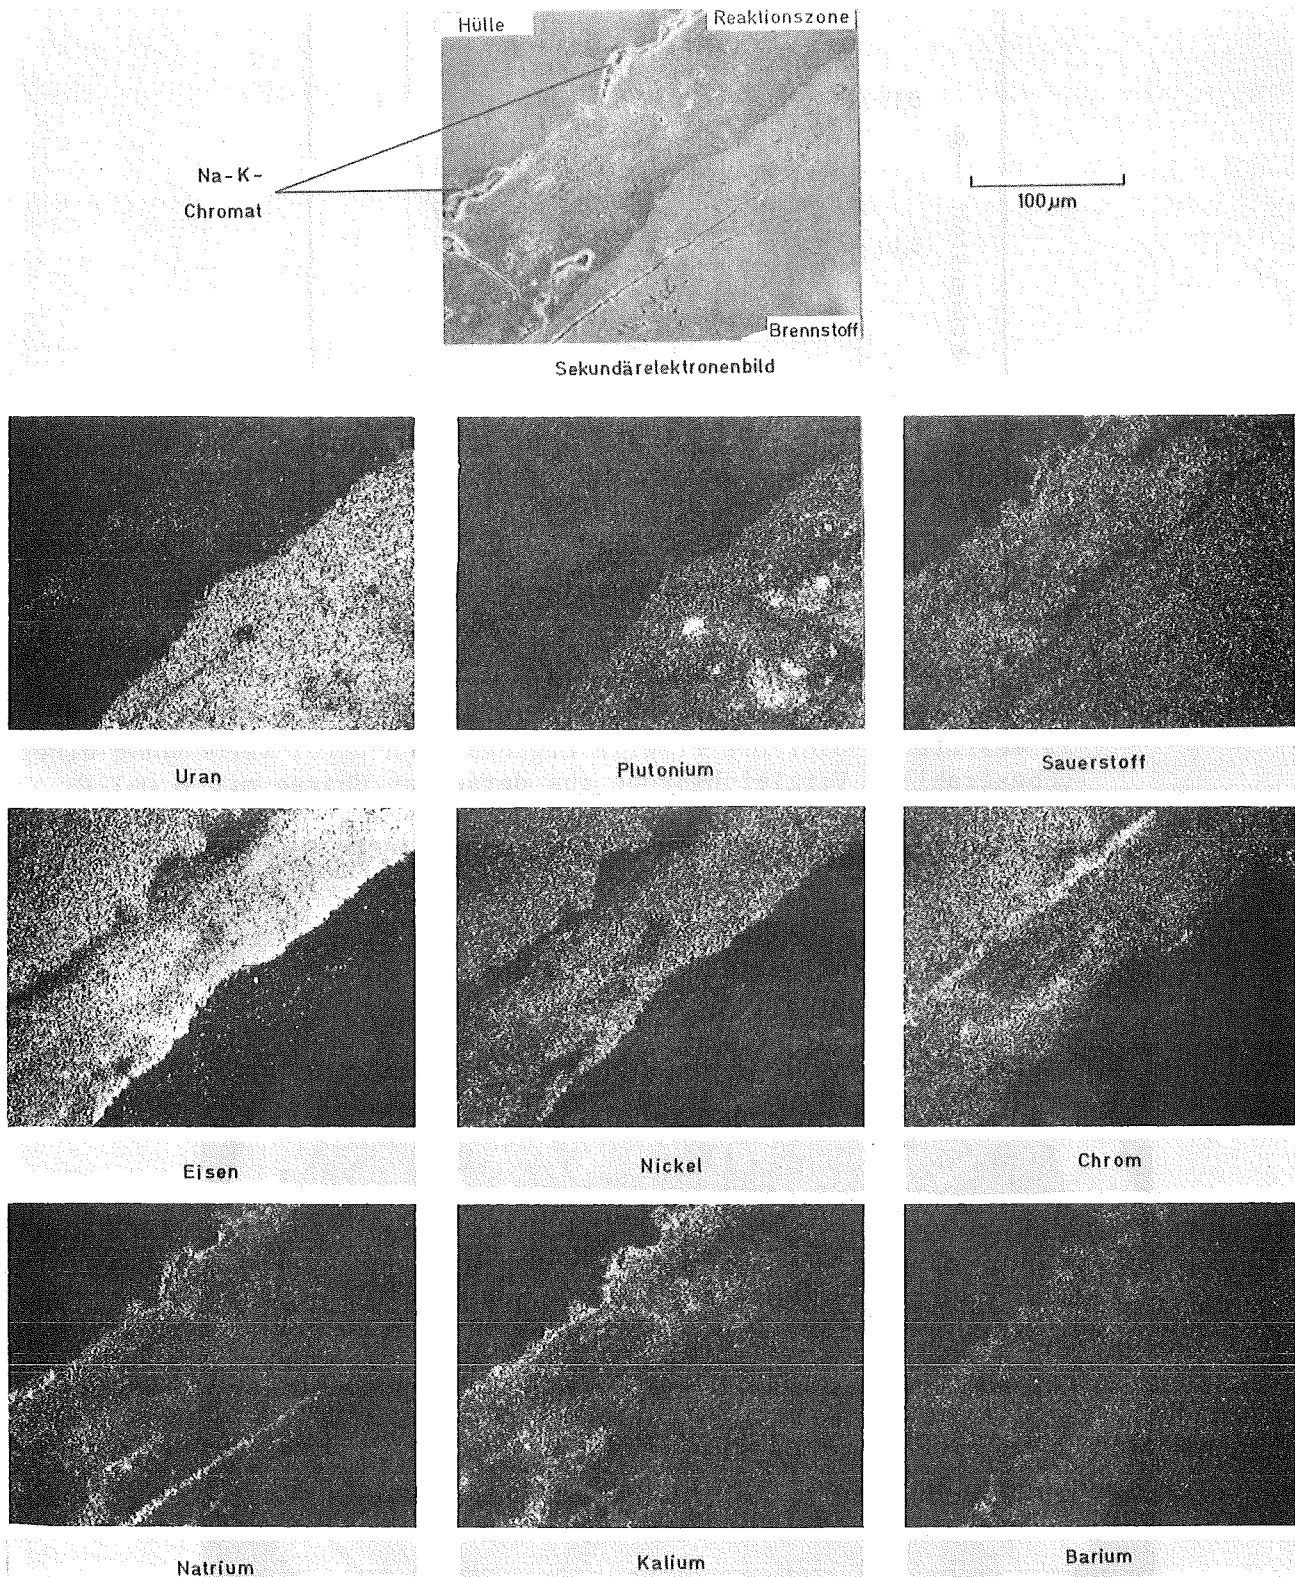 Hülle
Reaktionszone
Na-K-
Chromat
100 µm
Brennstoff
Sekundärelektronenbild
Uran
Plutonium
Sauerstoff
Eisen
Nickel
Chrom
Natrium
Kalium
Barium